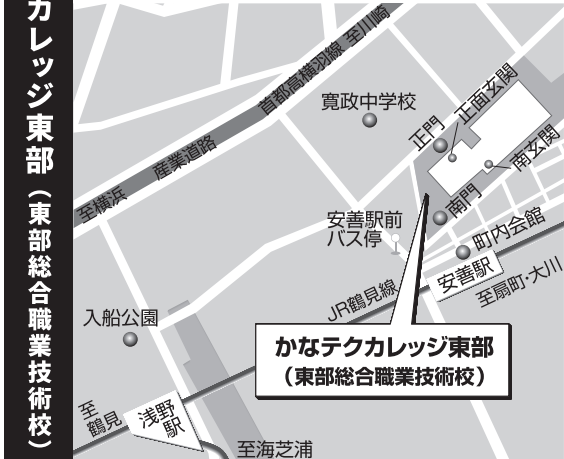 カレッジ東部（東部総合職業技術校）
首都高横羽線 至川崎
寛政中学校
正門
正面玄関
南玄関
産業道路
至横浜
南門
安善駅前
バス停
町内会館
安善駅
至扇町・大川
JR鶴見線
入船公園
かなテクカレッジ東部
（東部総合職業技術校）
至
鶴見
浅野
駅
至海芝浦